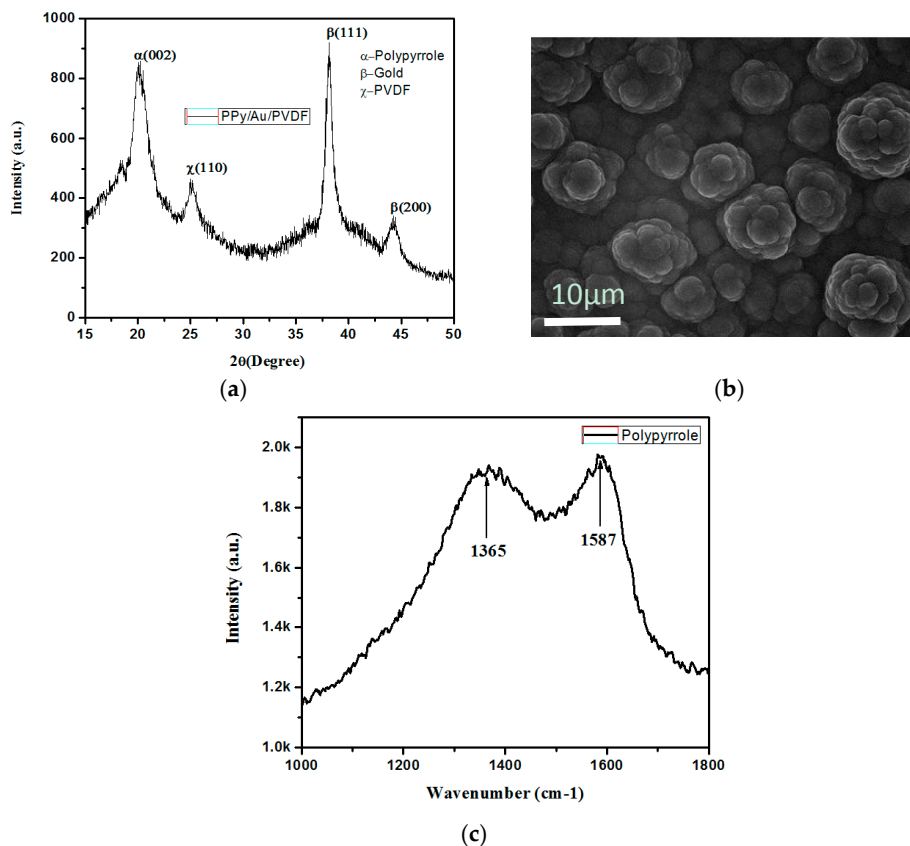 1000
800
600
400
200
0
α(002)
χ(110)
β(111)
β(200)
α–Polypyrrole
β–Gold
χ–PVDF
PPy/Au/PVDF
Intensity (a.u.)
15 20 25 30 35 40 45 50
2θ(Degree)
(a)
10μm
(b)
2.0k
1.8k
1.6k
1.4k
1.2k
1.0k
Polypyrrole
1365
1587
Intensity (a.u.)
1000 1200 1400 1600 1800
Wavenumber (cm-1)
(c)